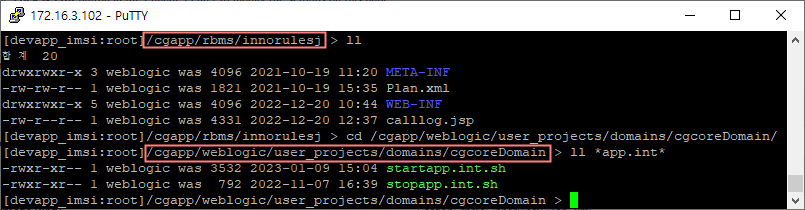 172.16.3.102 - PuTTY
[devapp_imsi:root]/cgapp/rbms/innorulesj > ll
합계 20
drwxrwxr-x 3 weblogic was 4096 2021-10-19 11:20 META-INF
-rw-rw-r-- 1 weblogic was 1821 2021-10-19 15:35 Plan.xml
drwxrwxr-x 5 weblogic was 4096 2022-12-20 10:44 WEB-INF
-rw-rw-r-- 1 weblogic was 4331 2022-12-20 12:37 calllog.jsp
[devapp_imsi:root]/cgapp/rbms/innorulesj > cd /cgapp/weblogic/user_projects/domains/cgcoreDomain/
[devapp_imsi:root]/cgapp/weblogic/user_projects/domains/cgcoreDomain > ll *app.int*
-rwxr-xr-- 1 weblogic was 3532 2023-01-09 15:04 startapp.int.sh
-rwxr-xr-- 1 weblogic was  792 2022-11-07 16:39 stopapp.int.sh
[devapp_imsi:root]/cgapp/weblogic/user_projects/domains/cgcoreDomain >